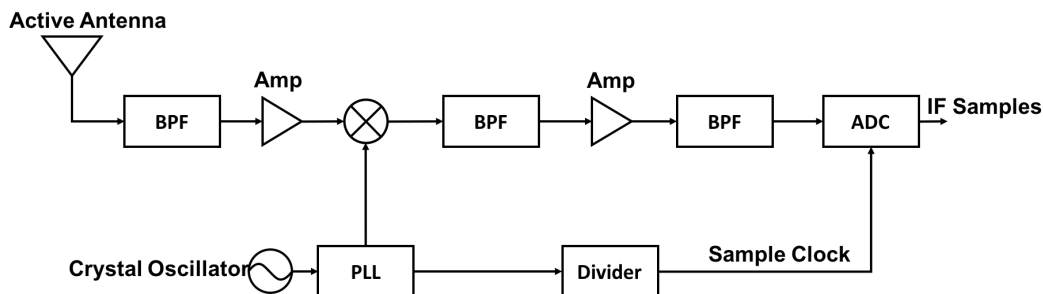 Active Antenna
Amp
Amp
BPF
BPF
BPF
ADC
IF Samples
Crystal Oscillator
PLL
Divider
Sample Clock